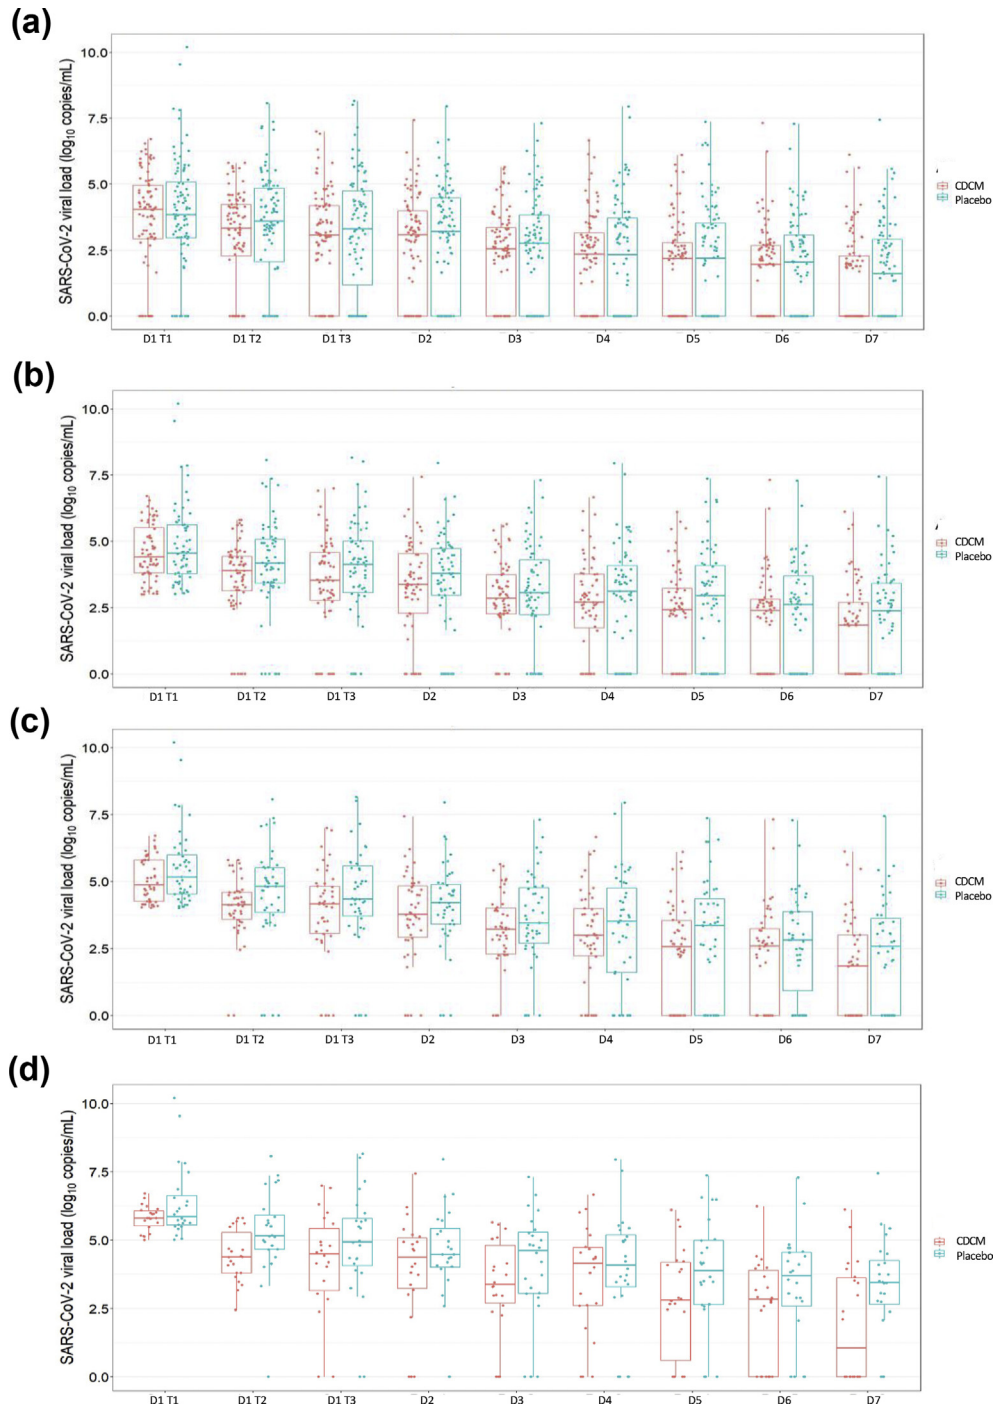 (a)
SARS-CoV-2 viral load (log10 copies/mL)
10.0
7.5
5.0
2.5
0.0
D1 T1 D1 T2 D1 T3 D2 D3 D4 D5 D6 D7
CDCM
Placebo
(b)
SARS-CoV-2 viral load (log10 copies/mL)
10.0
7.5
5.0
2.5
0.0
D1 T1 D1 T2 D1 T3 D2 D3 D4 D5 D6 D7
CDCM
Placebo
(c)
SARS-CoV-2 viral load (log10 copies/mL)
10.0
7.5
5.0
2.5
0.0
D1 T1 D1 T2 D1 T3 D2 D3 D4 D5 D6 D7
CDCM
Placebo
(d)
SARS-CoV-2 viral load (log10 copies/mL)
10.0
7.5
5.0
2.5
0.0
D1 T1 D1 T2 D1 T3 D2 D3 D4 D5 D6 D7
CDCM
Placebo